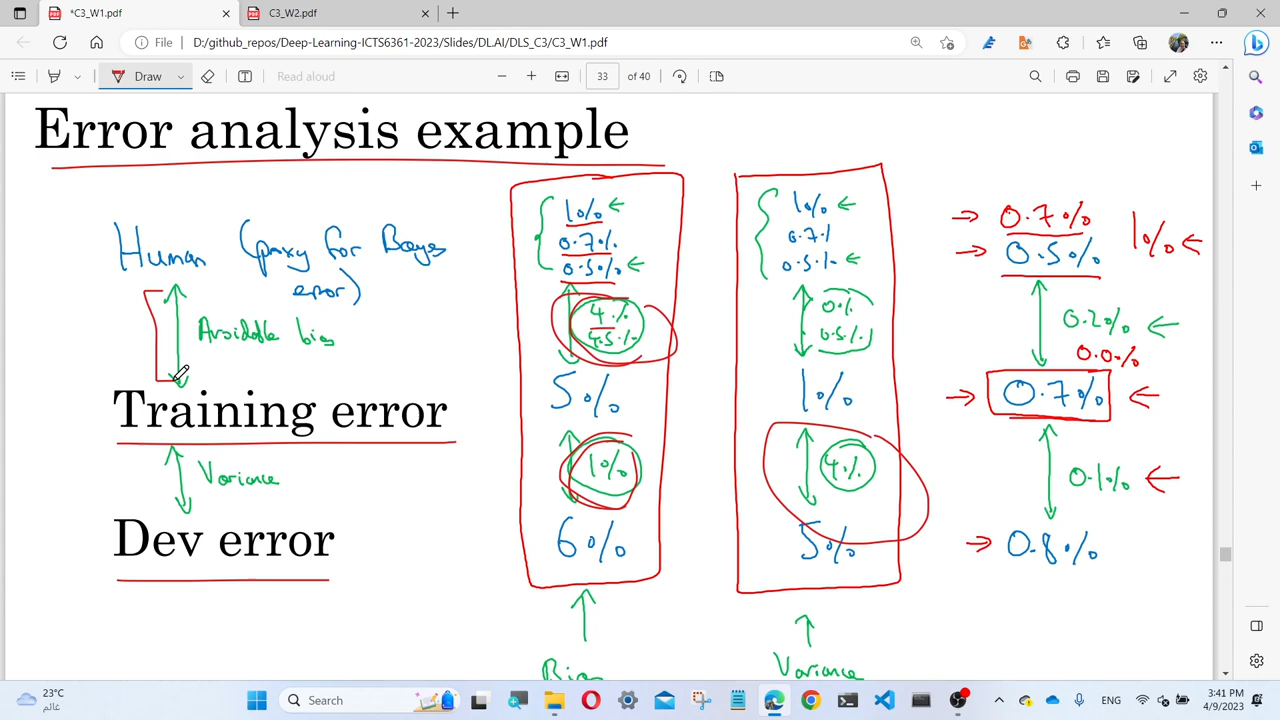 *C3_W1.pdf
C3_W2.pdf
File
D:/github_repos/Deep-Learning-ICTS6361-2023/Slides/DL.AI/DLS_C3/C3_W1.pdf
Draw
Read aloud
33 of 40
Error analysis example
Human (proxy for Bayes error)
1%
0.7%
0.5%
1%
0.7%
0.5%
0.7%
0.5%
1%
Avoidable bias
4%
4.5%
0%
0.5%
0.2%
0.0%
Training error
5%
1%
0.7%
Variance
1%
4%
0.1%
Dev error
6%
5%
0.8%
Bias
Variance
23°C
غائم
Search
ENG
3:41 PM
4/9/2023